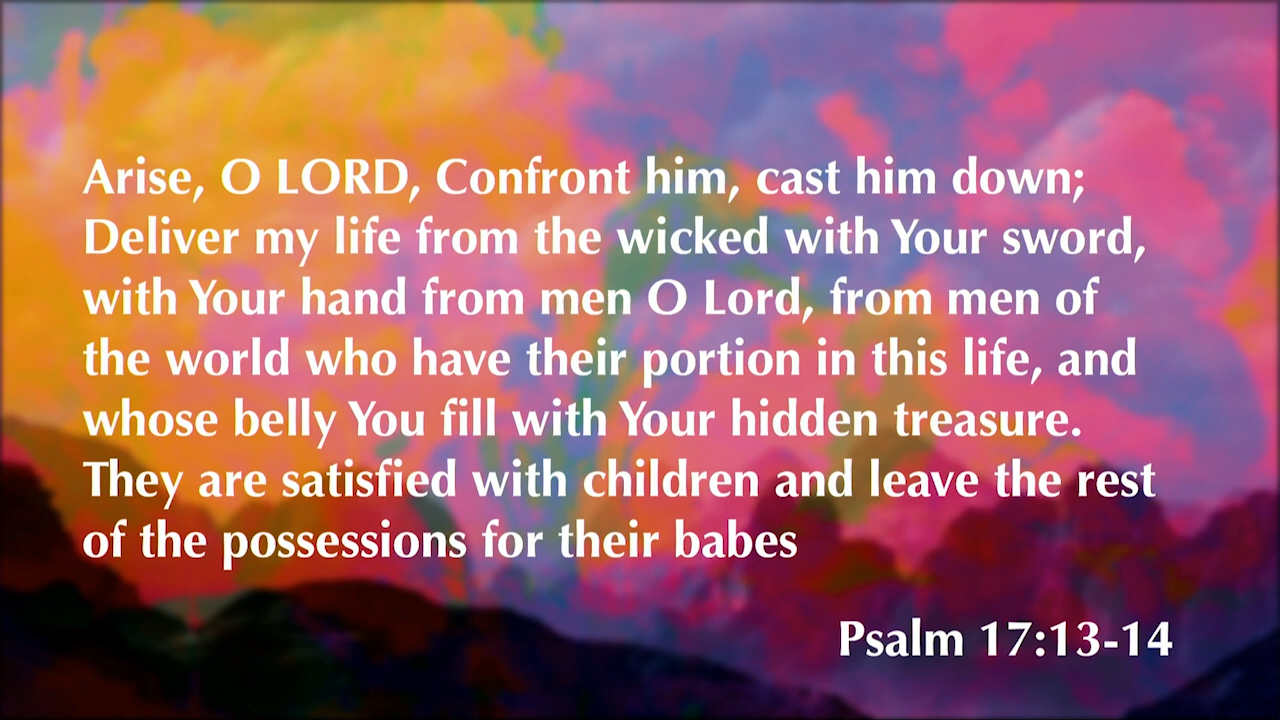 Arise, O LORD, Confront him, cast him down;
Deliver my life from the wicked with Your sword,
with Your hand from men O Lord, from men of
the world who have their portion in this life, and
whose belly You fill with Your hidden treasure.
They are satisfied with children and leave the rest
of the possessions for their babes
Psalm 17:13-14